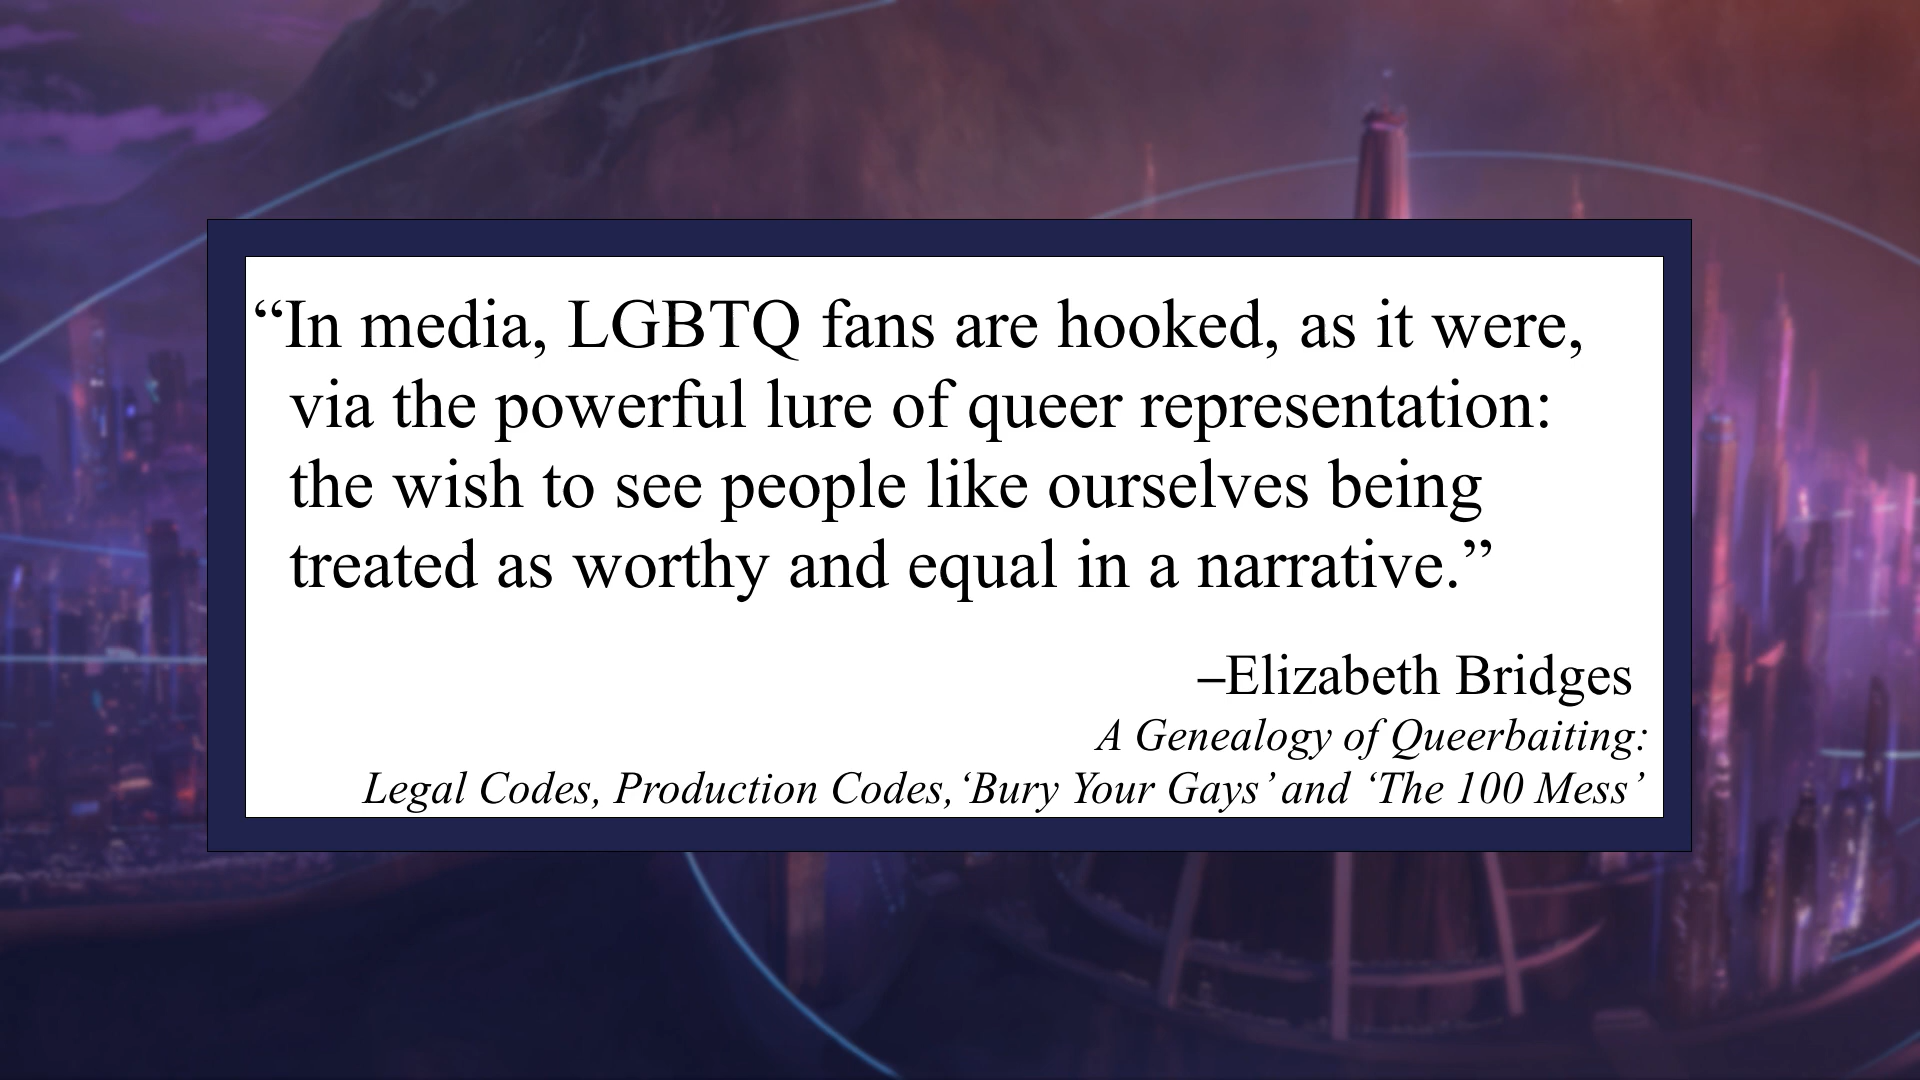 “In media, LGBTQ fans are hooked, as it were,
via the powerful lure of queer representation:
the wish to see people like ourselves being
treated as worthy and equal in a narrative.”
–Elizabeth Bridges
A Genealogy of Queerbaiting:
Legal Codes, Production Codes, ‘Bury Your Gays’ and ‘The 100 Mess’